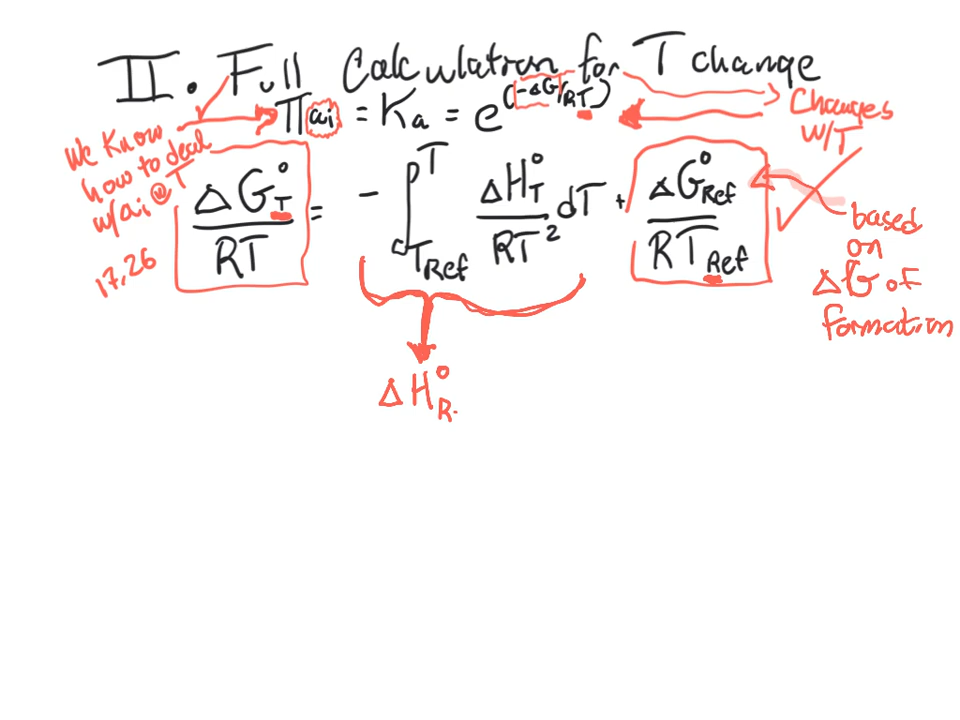 II. Full Calculation for T change
Πai = Ka = e^(-ΔG/RT)
Changes
W/T
We Know
how to deal
w/ai @ T
17,26
ΔG°T / RT = - ∫ T TRef ΔH°T / RT² dT + ΔG°Ref / RTRef
based
on
ΔG of
formation
ΔH°R.